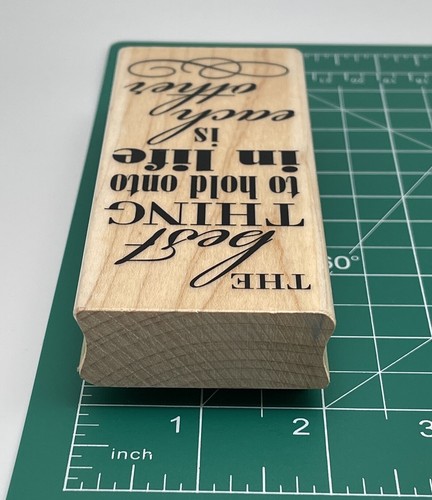 THE
best
THING
to hold onto
in life
is
each
other
60°
1 2 3
inch